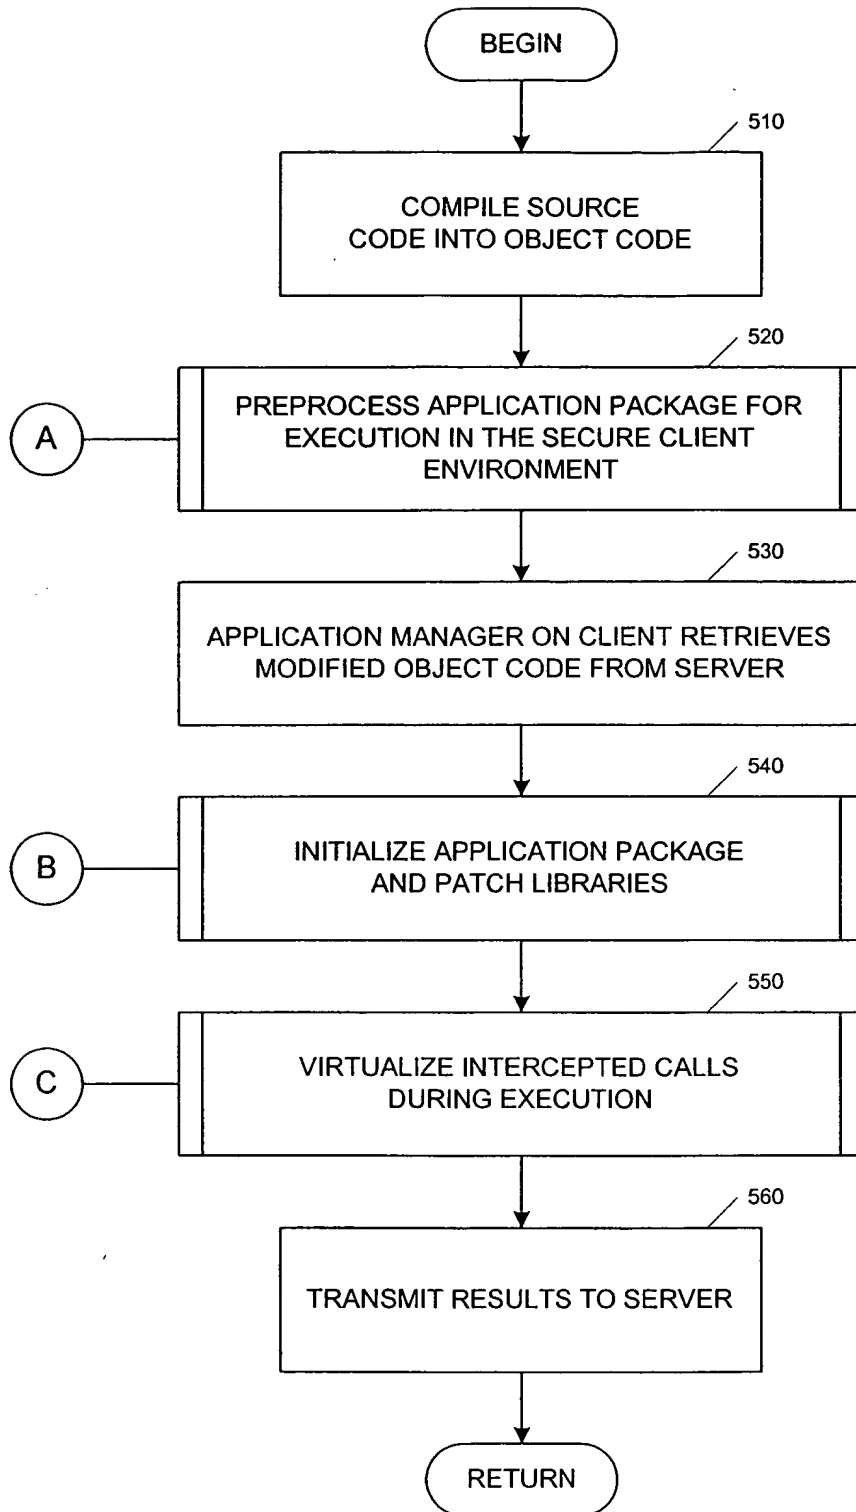 BEGIN
510
COMPILE SOURCE
CODE INTO OBJECT CODE
520
A
PREPROCESS APPLICATION PACKAGE FOR
EXECUTION IN THE SECURE CLIENT
ENVIRONMENT
530
APPLICATION MANAGER ON CLIENT RETRIEVES
MODIFIED OBJECT CODE FROM SERVER
540
B
INITIALIZE APPLICATION PACKAGE
AND PATCH LIBRARIES
550
C
VIRTUALIZE INTERCEPTED CALLS
DURING EXECUTION
560
TRANSMIT RESULTS TO SERVER
RETURN